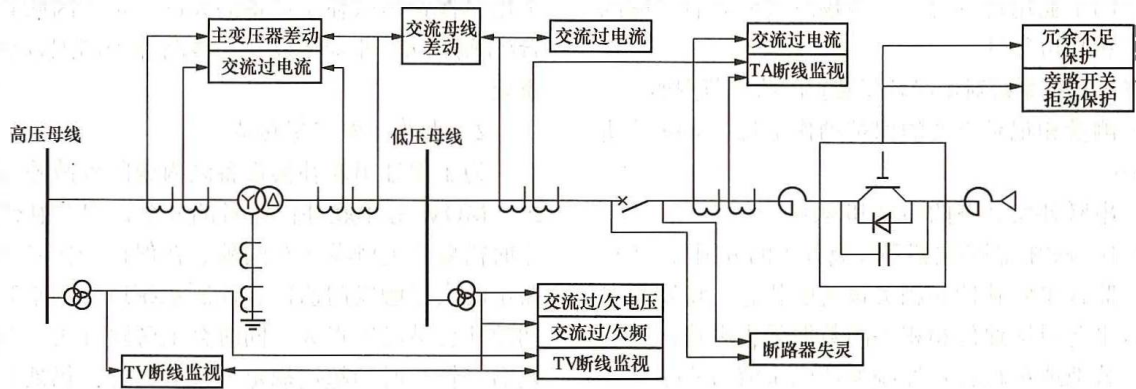 主变压器差动
交流过电流
交流母线
差动
交流过电流
交流过电流
TA断线监视
冗余不足
保护
旁路开关
拒动保护
高压母线
低压母线
Y
△
交流过/欠电压
交流过/欠频
TV断线监视
TV断线监视
断路器失灵